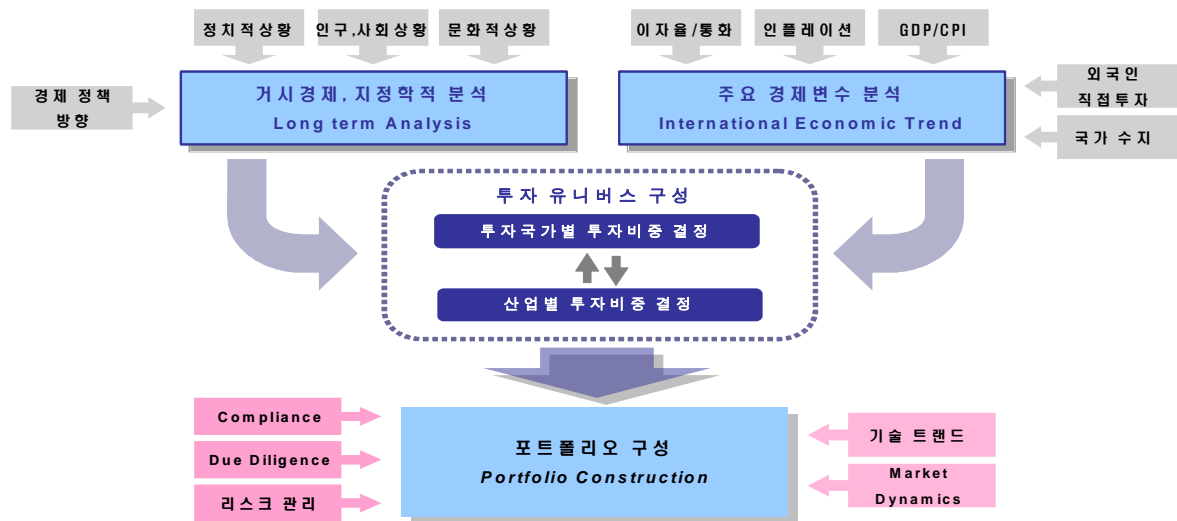 정치적상황
인구,사회상황
문화적상황
이자율/통화
인플레이션
GDP/CPI
경제 정책
방향
거시경제, 지정학적 분석
Long term Analysis
주요 경제변수 분석
International Economic Trend
외국인
직접투자
국가 수지
투자 유니버스 구성
투자국가별 투자비중 결정
산업별 투자비중 결정
Compliance
Due Diligence
리스크 관리
포트폴리오 구성
Portfolio Construction
기술 트랜드
Market
Dynamics